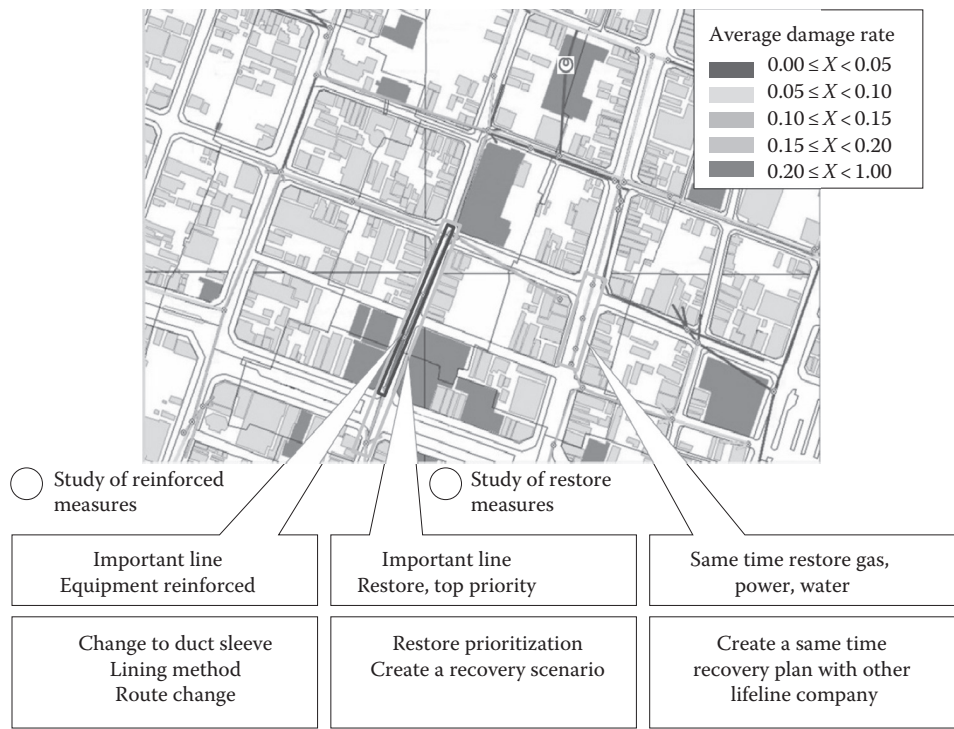 Average damage rate
0.00 ≤ X < 0.05
0.05 ≤ X < 0.10
0.10 ≤ X < 0.15
0.15 ≤ X < 0.20
0.20 ≤ X < 1.00
Study of reinforced
measures
Study of restore
measures
Important line
Equipment reinforced
Important line
Restore, top priority
Same time restore gas,
power, water
Change to duct sleeve
Lining method
Route change
Restore prioritization
Create a recovery scenario
Create a same time
recovery plan with other
lifeline company